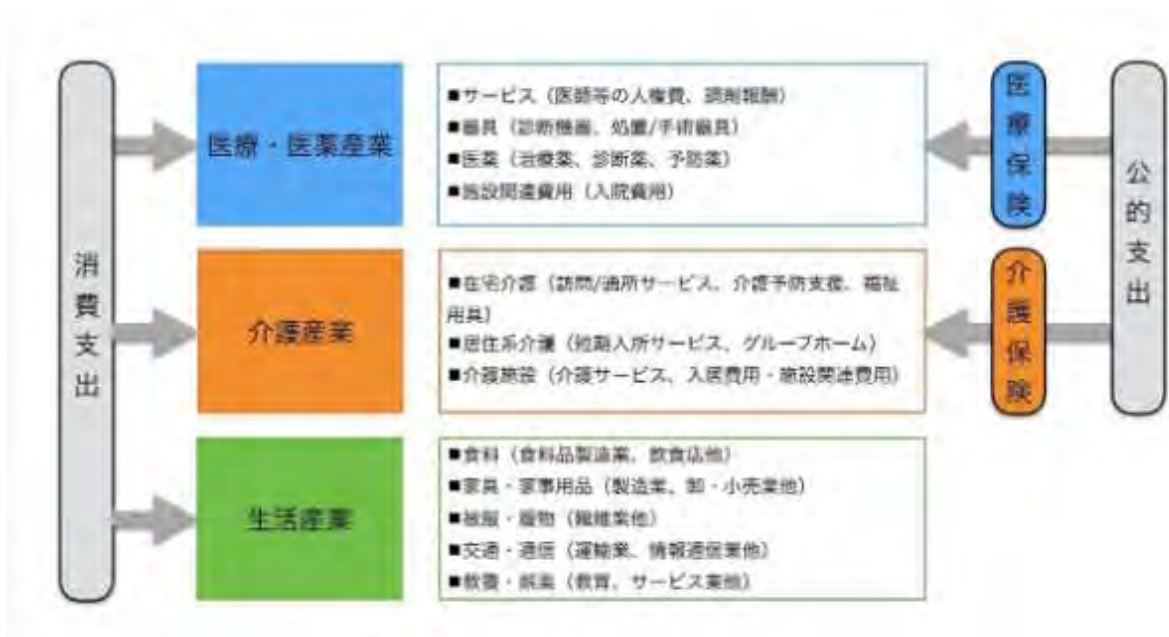 消費支出
医療・医薬産業
■サービス（医師等の人権費、調剤報酬）
■器具（診断機器、処置/手術器具）
■医薬（治療薬、診断薬、予防薬）
■施設関連費用（入院費用）
医療保険
公的支出
介護産業
■在宅介護（訪問/通所サービス、介護予防支援、福祉
用具）
■居住系介護（短期入所サービス、グループホーム）
■介護施設（介護サービス、入居費用・施設関連費用）
介護保険
生活産業
■食料（食料品製造業、飲食店他）
■家具・家事用品（製造業、卸・小売業他）
■被服・履物（繊維業他）
■交通・通信（運輸業、情報通信業他）
■教養・娯楽（教育、サービス業他）